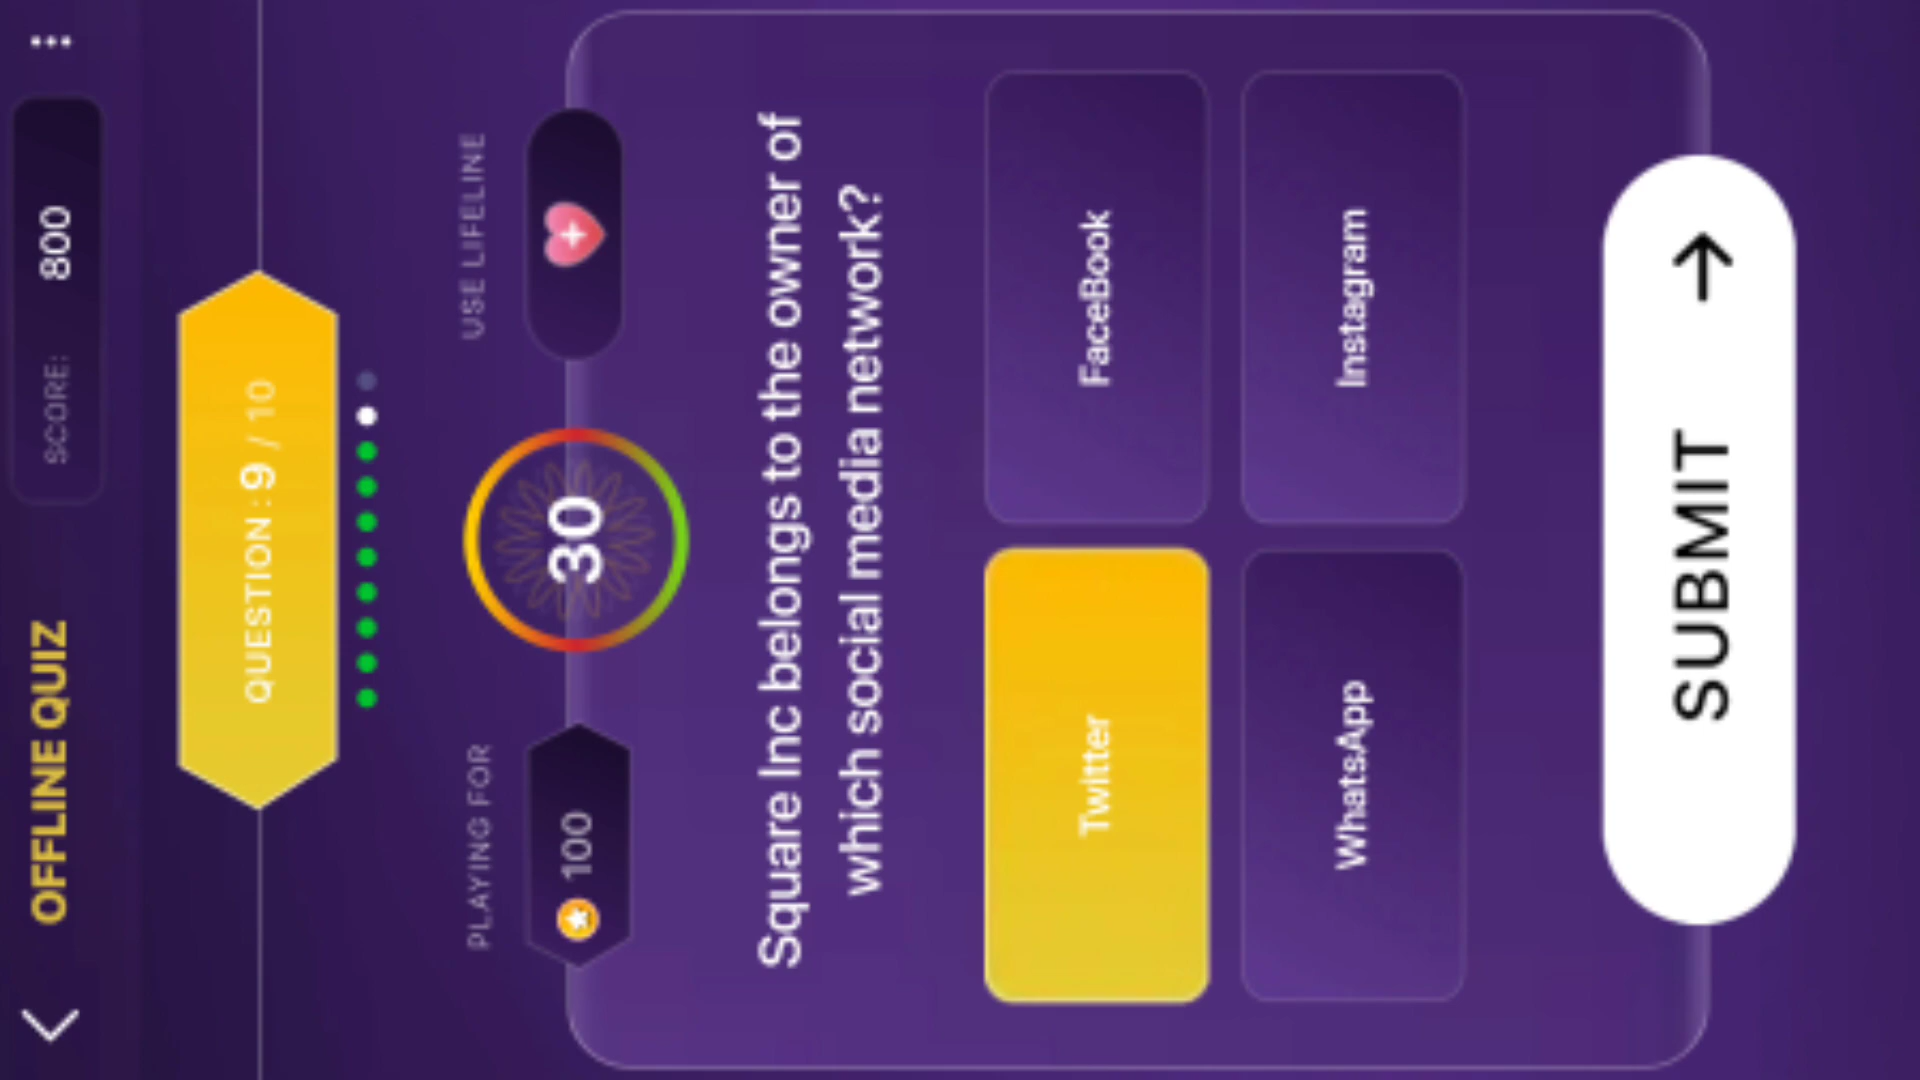 OFFLINE QUIZ
SCORE: 800
QUESTION : 9 / 10
PLAYING FOR
100
30
USE LIFELINE
Square Inc belongs to the owner of
which social media network?
Twitter
FaceBook
WhatsApp
Instagram
SUBMIT